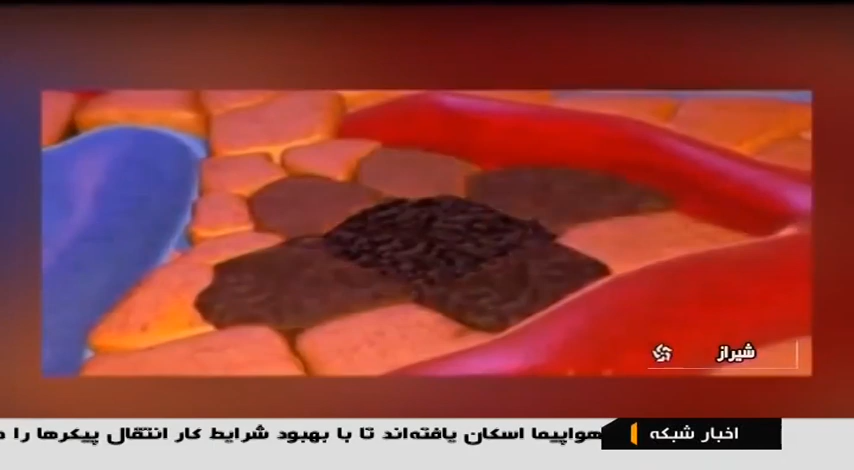 شیراز
اخبار شبکه
هواپیما اسکان یافته‌اند تا با بهبود شرایط کار انتقال پیکرها را